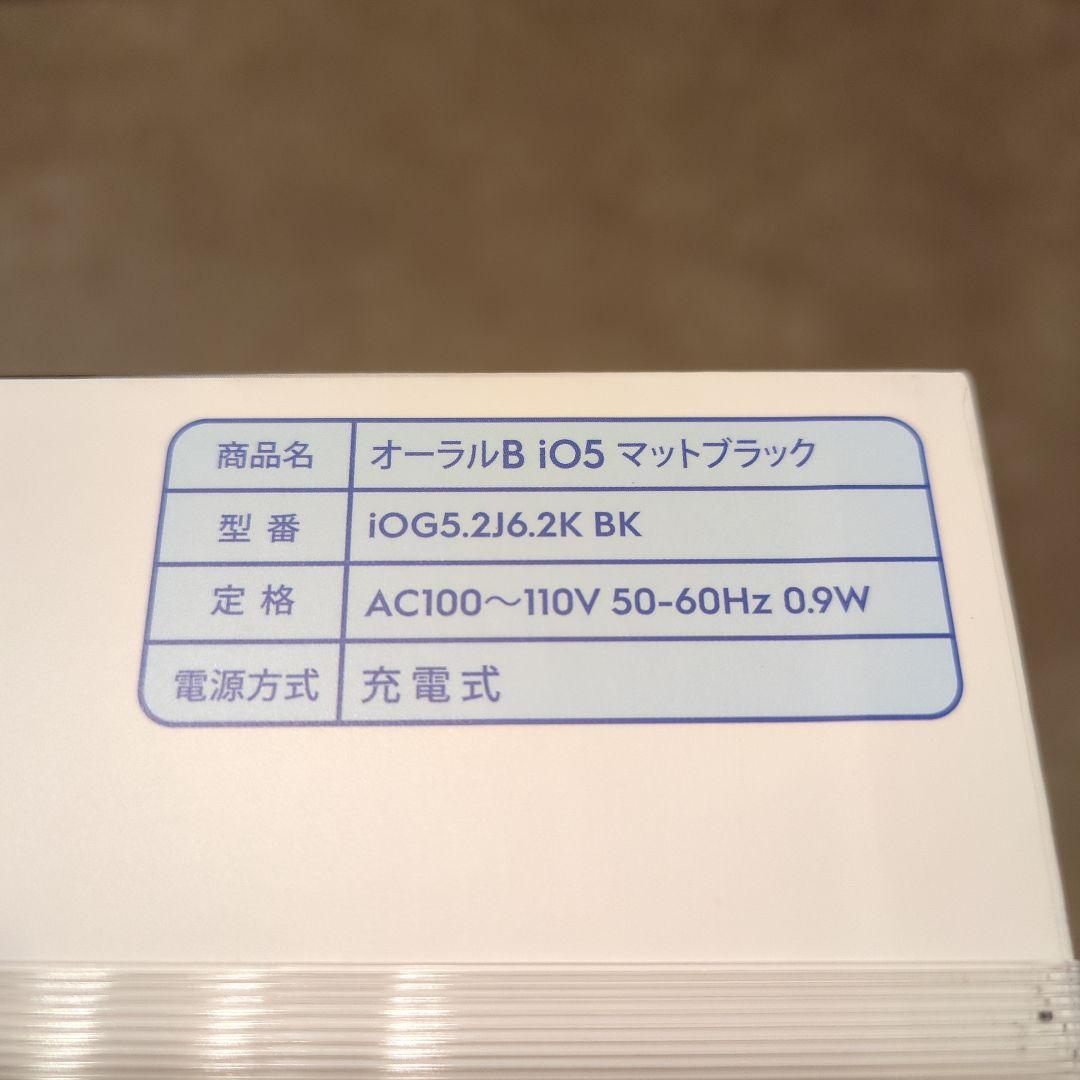 商品名 オーラルB iO5 マットブラック
型番 iOG5.2J6.2K BK
定格 AC100～110V 50-60Hz 0.9W
電源方式 充電式